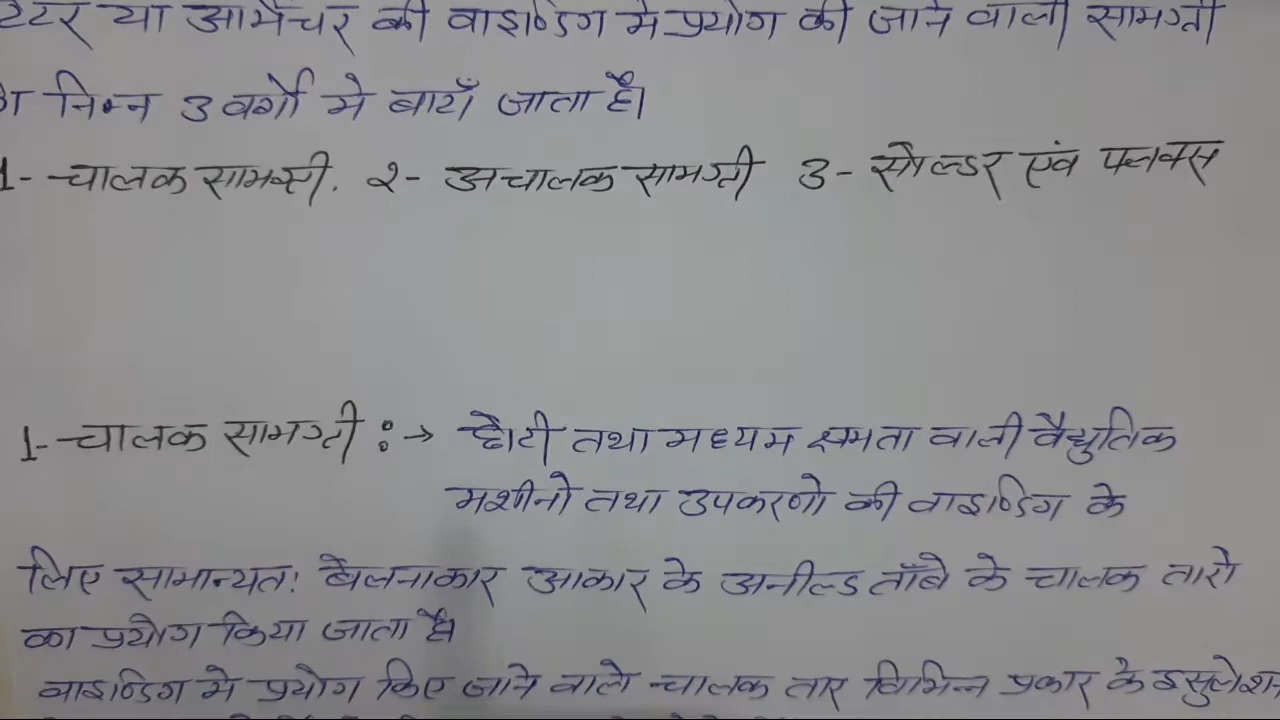 या आर्मेचर की वाइण्डिंग मे प्रयोग की जाने वाली सामग्री
निम्न 3 वर्गो मे बाटाँ जाता है।
1- चालक सामग्री. 2- अचालक सामग्री 3- सोल्डर एंव फ्लक्स
1- चालक सामग्री :→ छोटी तथा मध्यम क्षमता वाली वैद्युतिक
मशीनो तथा उपकरणो की वाइण्डिग के
लिए सामान्यत: बेलनाकार आकार के अनील्ड ताँबे के चालक तारो
का प्रयोग किया जाता है।
वाइण्डिग मे प्रयोग किए जाने वाले चालक तार विभिन्न प्रकार के इसुलेशन